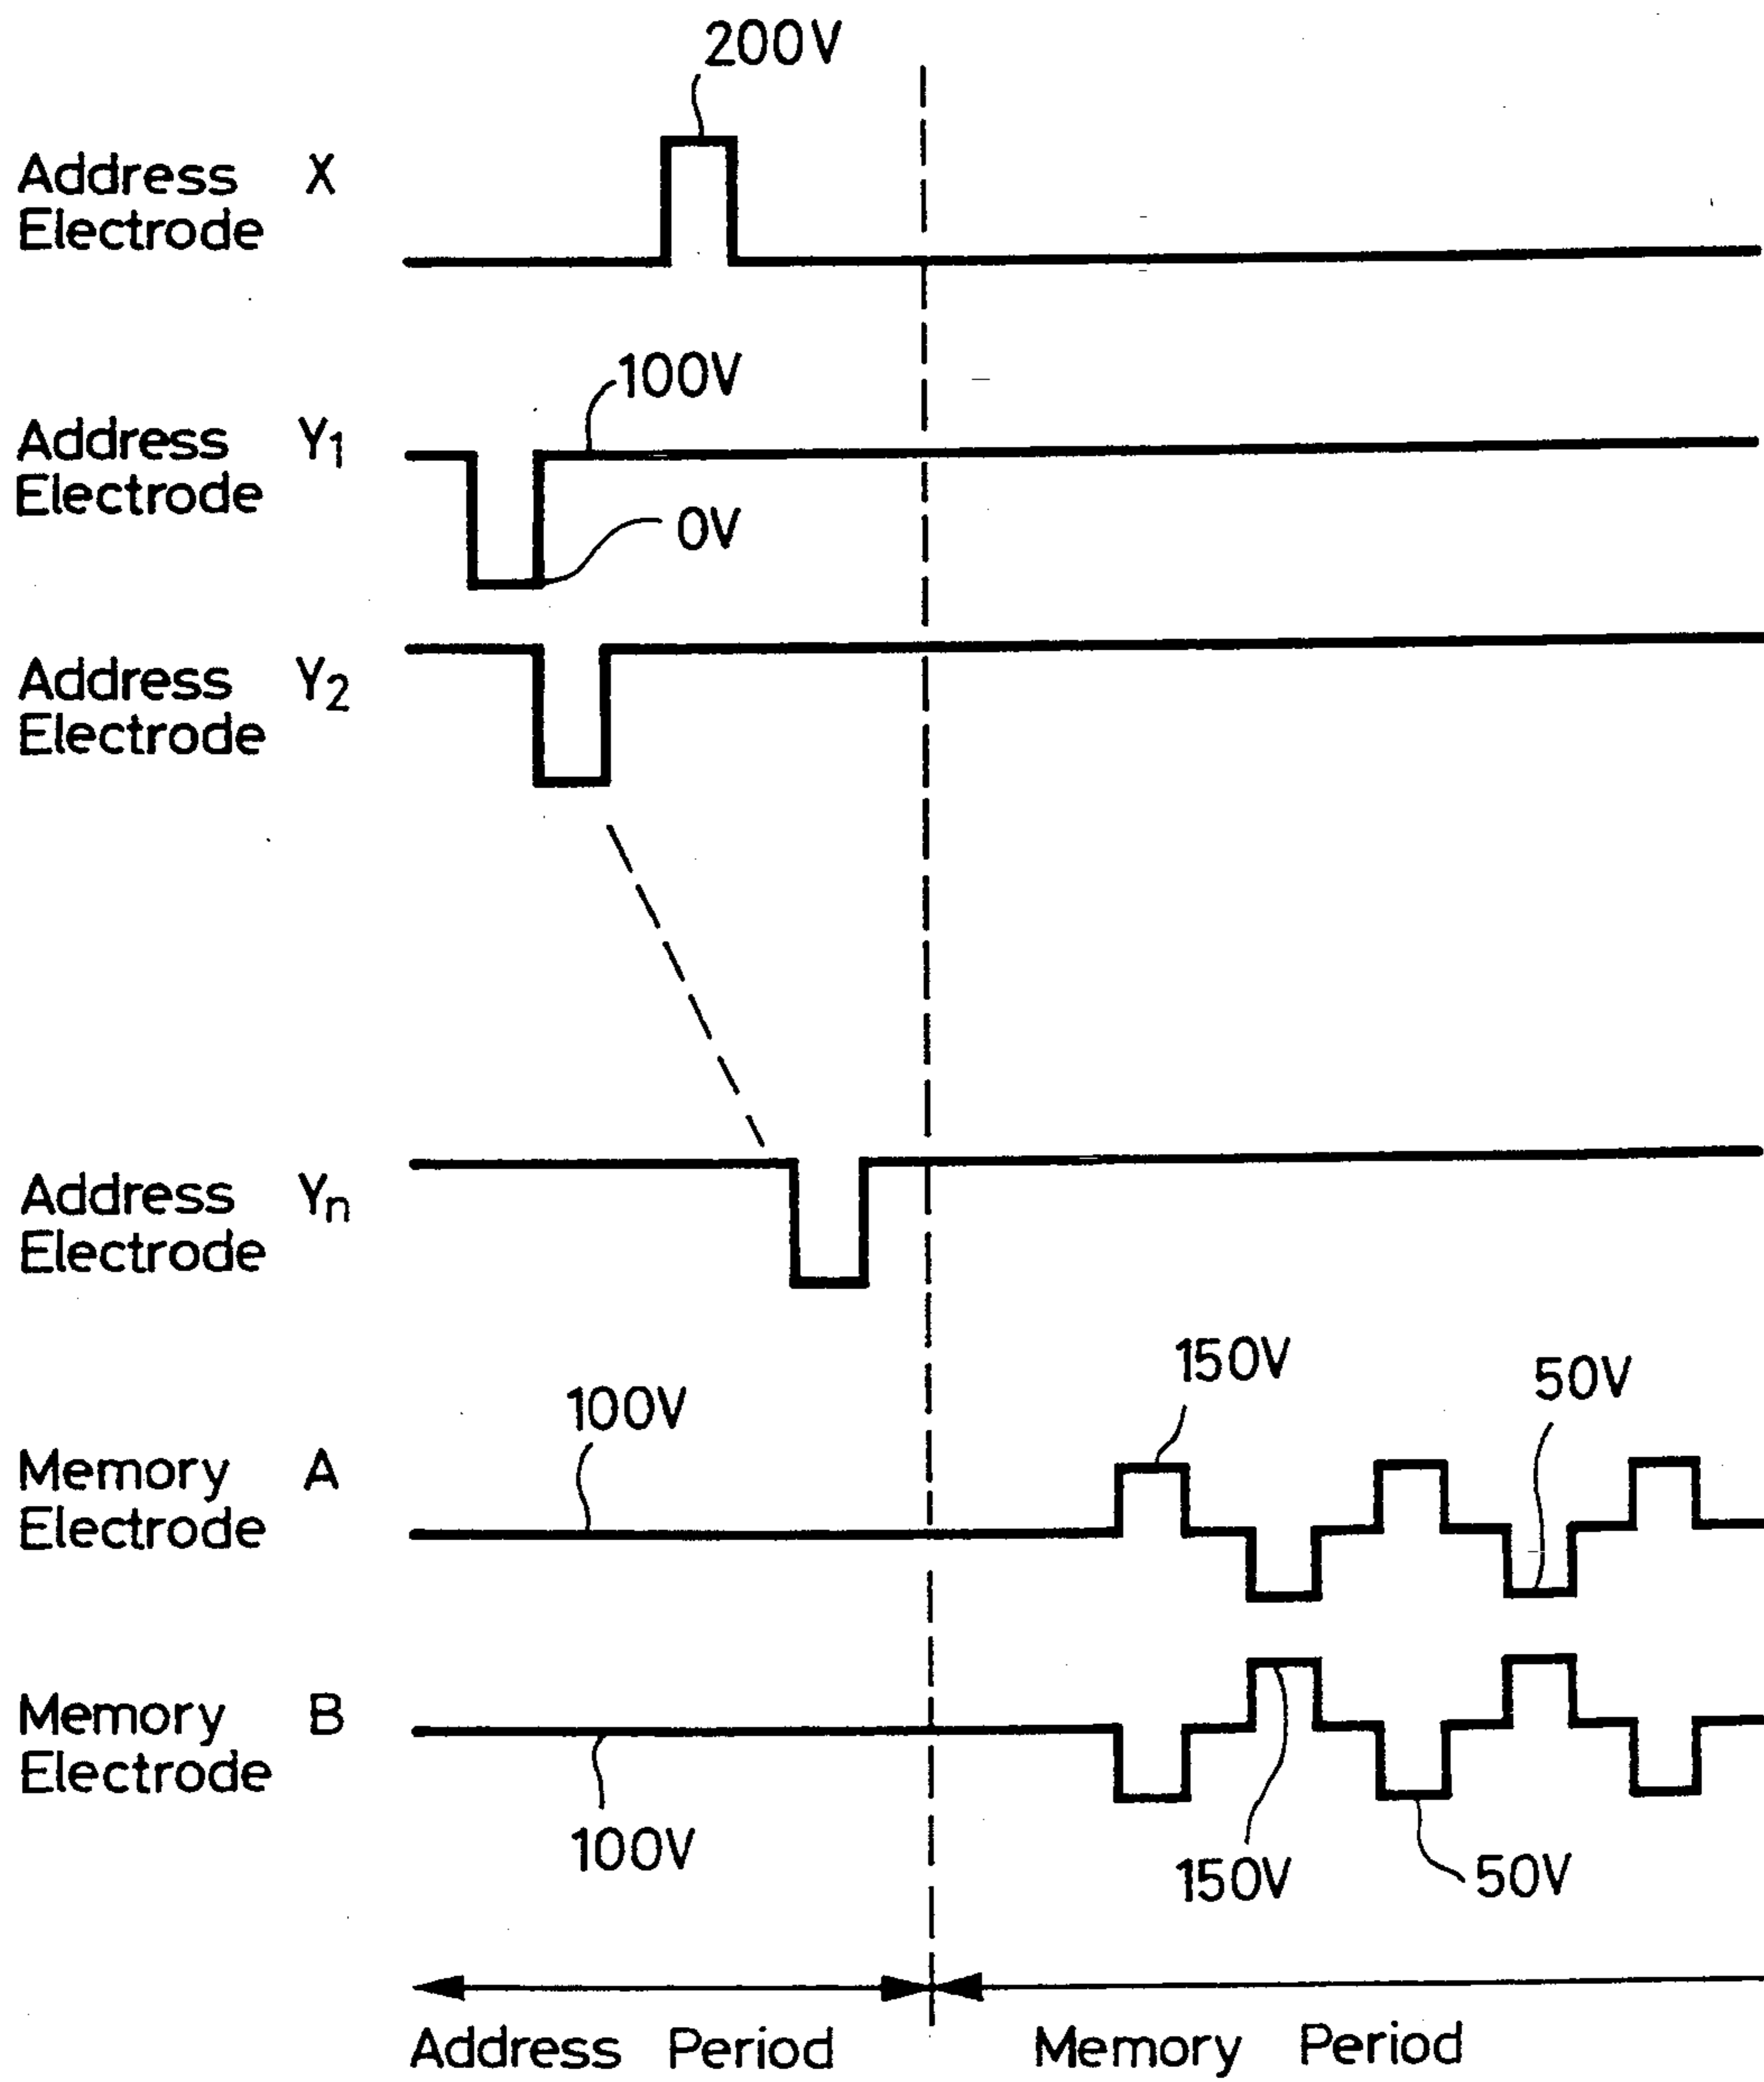 200V
Address X
Electrode
100V
Address Y1
Electrode
0V
Address Y2
Electrode
Address Yn
Electrode
150V
50V
100V
Memory A
Electrode
Memory B
Electrode
100V
150V
50V
Address Period
Memory Period